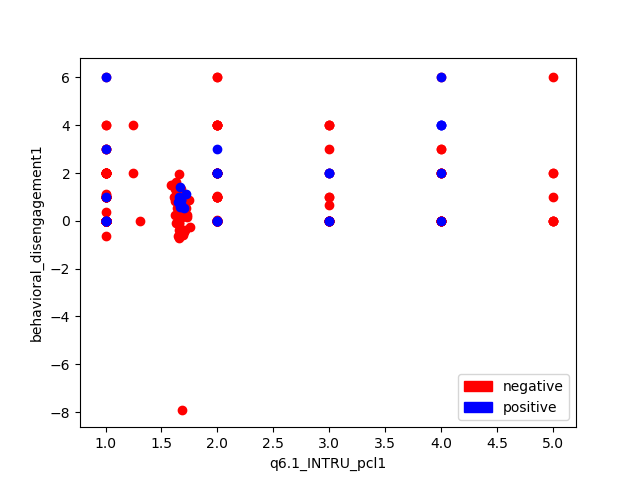 behavioral_disengagement1
6
4
2
0
−2
−4
−6
−8
1.0 1.5 2.0 2.5 3.0 3.5 4.0 4.5 5.0
q6.1_INTRU_pcl1
negative
positive